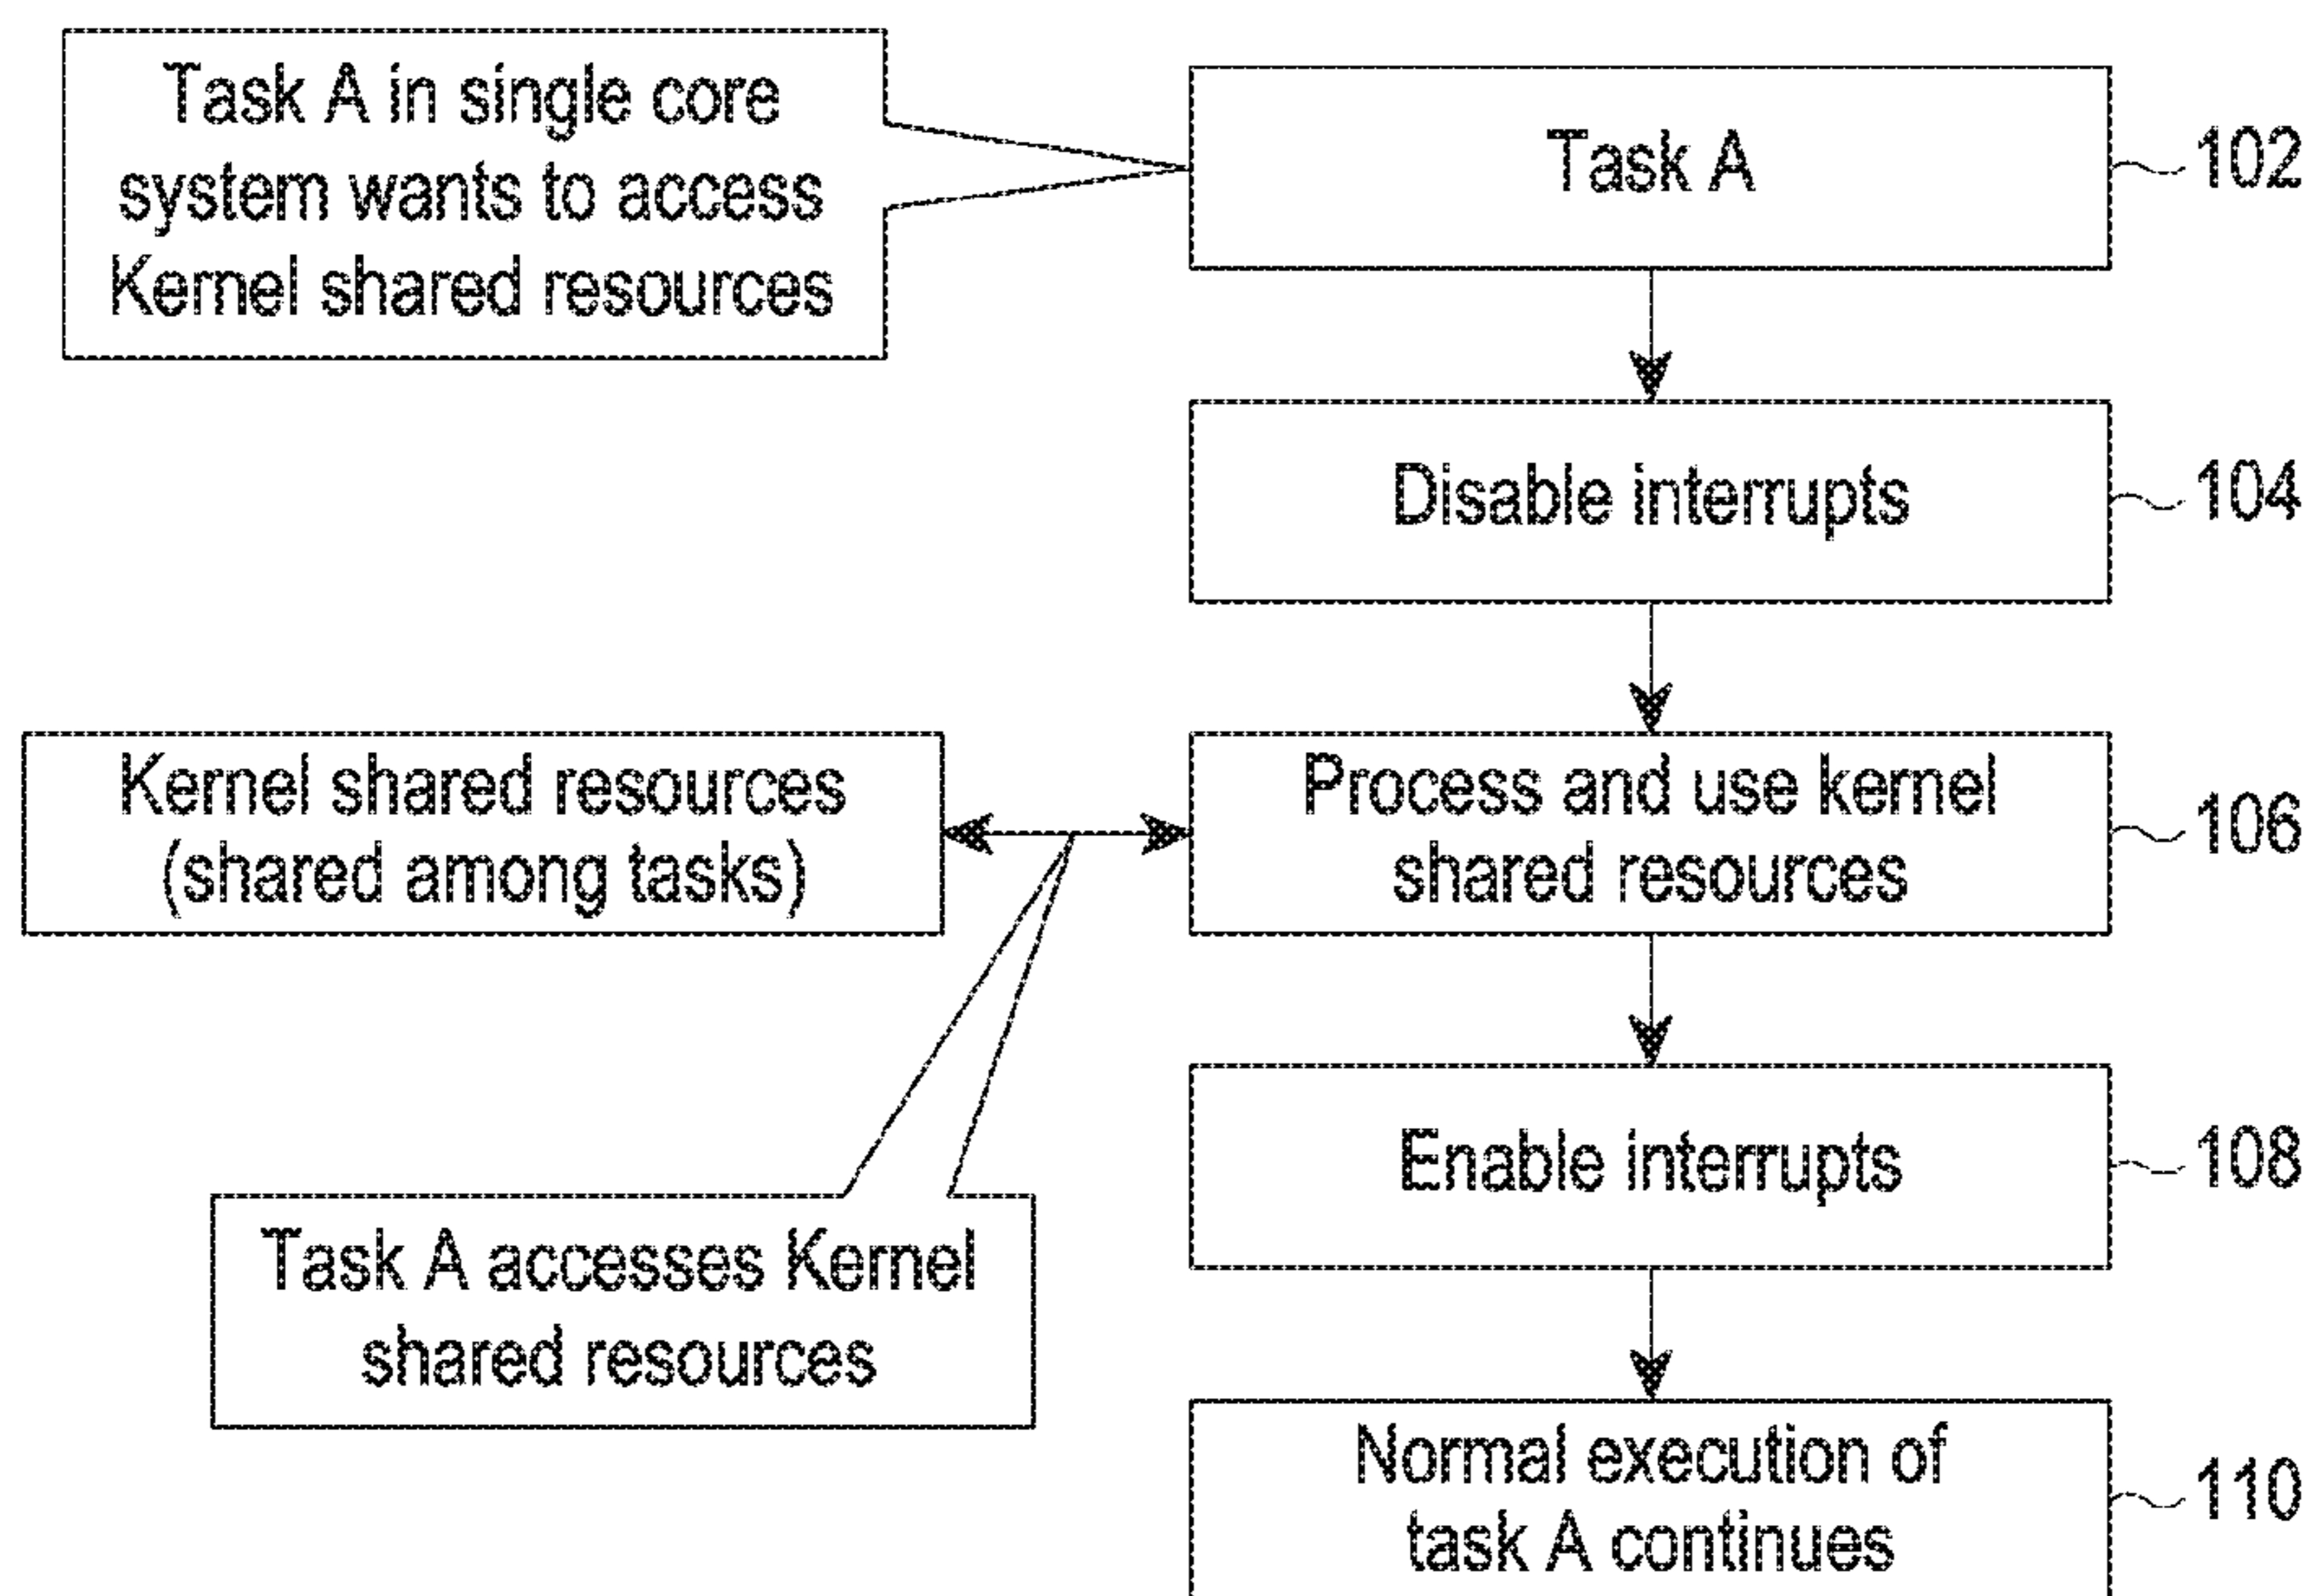 Task A in single core
system wants to access
Kernel shared resources
Task A
102
Disable interrupts
104
Kernel shared resources
(shared among tasks)
Process and use kernel
shared resources
106
Enable interrupts
108
Task A accesses Kernel
shared resources
Normal execution of
task A continues
110